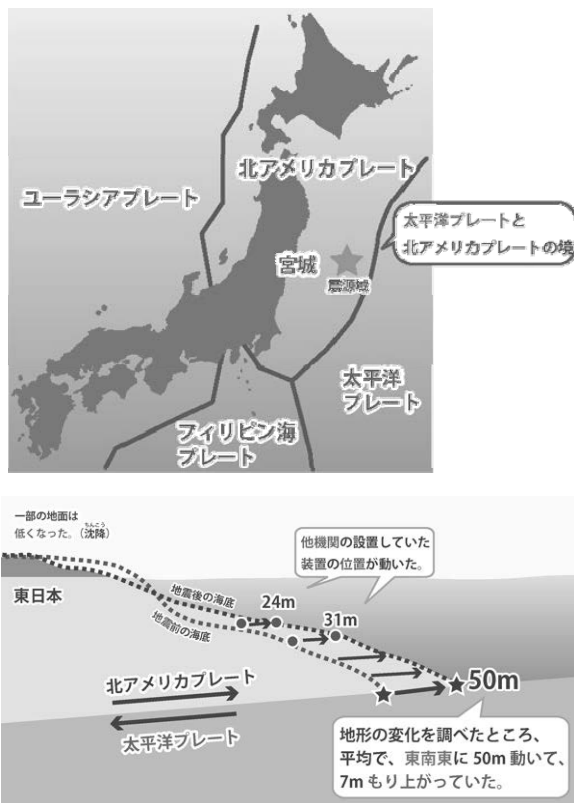 北アメリカプレート
ユーラシアプレート
太平洋プレートと
北アメリカプレートの境
宮城
震源域
太平洋
プレート
フィリピン海
プレート
一部の地面は
低くなった。(沈降)
ちんこう
他機関の設置していた
装置の位置が動いた。
東日本
地震後の海底
24m
31m
地震前の海底
北アメリカプレート
50m
太平洋プレート
地形の変化を調べたところ、
平均で、東南東に 50m 動いて、
7m もり上がっていた。